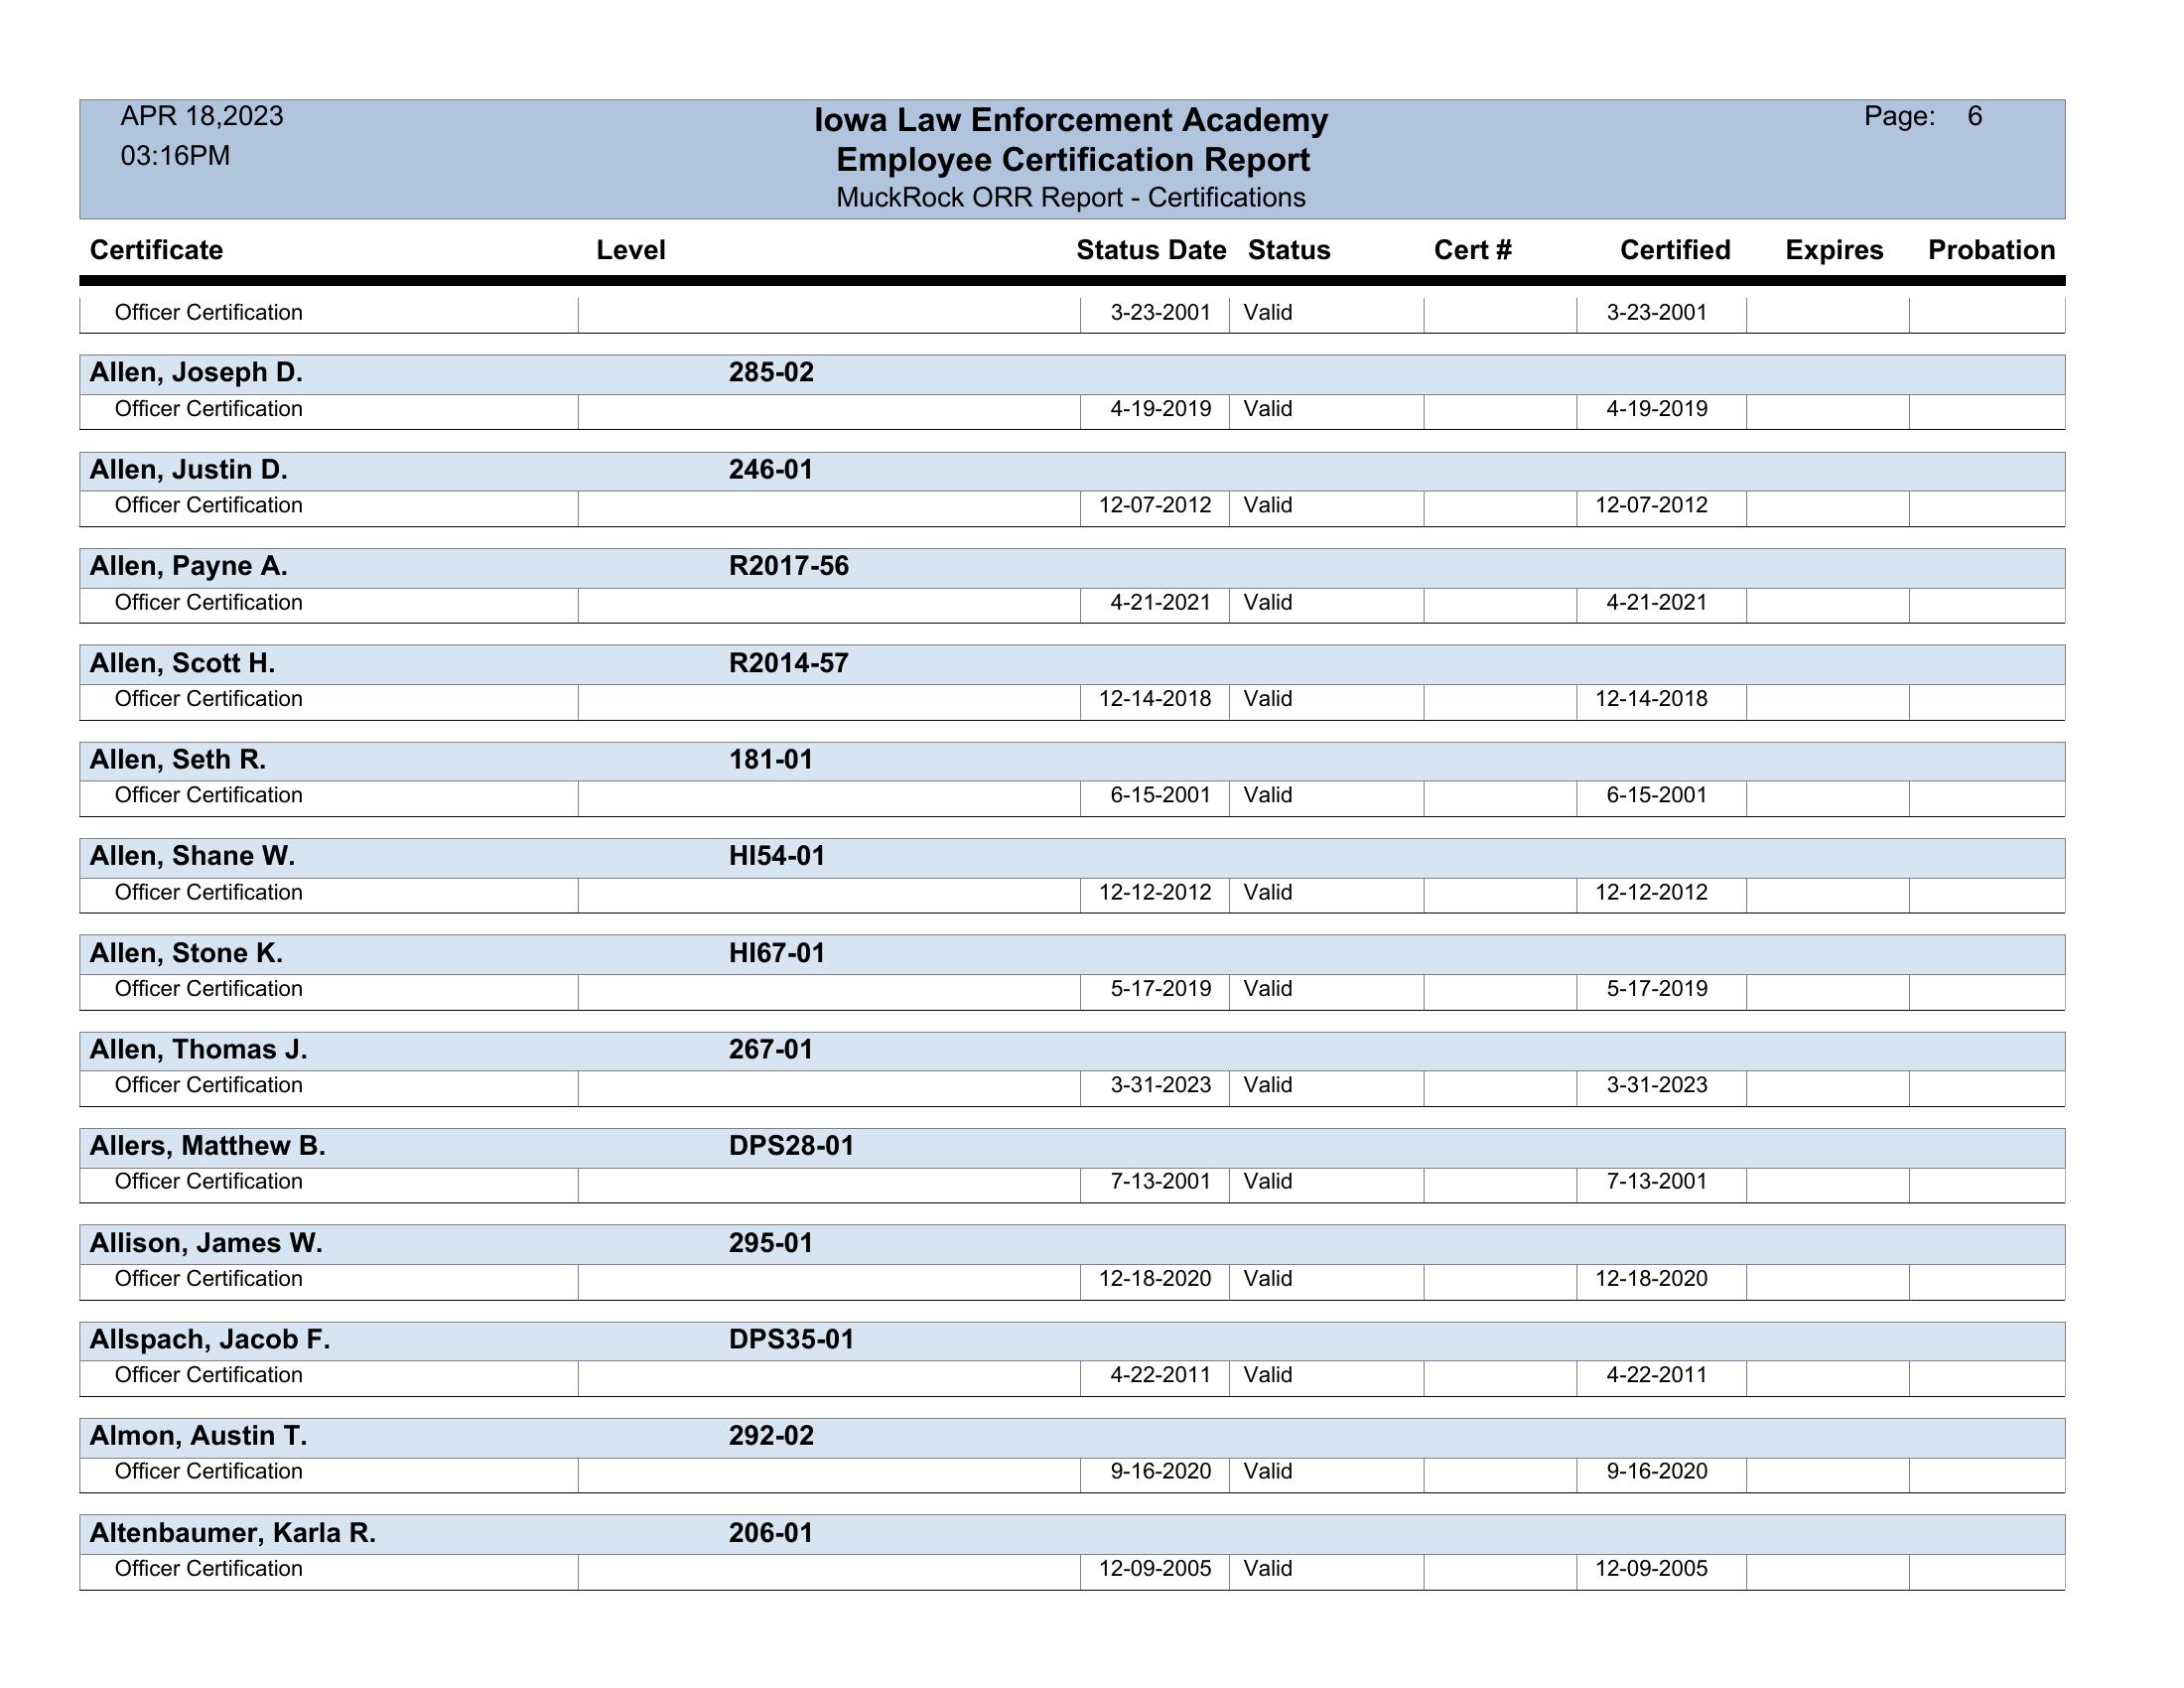 APR 18,2023 Iowa Law Enforcement Academy Page: 6
03:16PM Employee Certification Report
MuckRock ORR Report - Certifications
Certificate Level Status Date Status Cert # Certified Expires Probation
Officer Certification 3-23-2001 Valid 3-23-2001
Allen, Joseph D. 285-02
Officer Certification 4-19-2019 Valid 4-19-2019
Allen, Justin D. 246-01
Officer Certification 12-07-2012 Valid 12-07-2012
Allen, Payne A. R2017-56
Officer Certification 4-21-2021 Valid 4-21-2021
Allen, Scott H. R2014-57
Officer Certification 12-14-2018 Valid 12-14-2018
Allen, Seth R. 181-01
Officer Certification 6-15-2001 Valid 6-15-2001
Allen, Shane W. HI54-01
Officer Certification 12-12-2012 Valid 12-12-2012
Allen, Stone K. HI67-01
Officer Certification 5-17-2019 Valid 5-17-2019
Allen, Thomas J. 267-01
Officer Certification 3-31-2023 Valid 3-31-2023
Allers, Matthew B. DPS28-01
Officer Certification 7-13-2001 Valid 7-13-2001
Allison, James W. 295-01
Officer Certification 12-18-2020 Valid 12-18-2020
Allspach, Jacob F. DPS35-01
Officer Certification 4-22-2011 Valid 4-22-2011
Almon, Austin T. 292-02
Officer Certification 9-16-2020 Valid 9-16-2020
Altenbaumer, Karla R. 206-01
Officer Certification 12-09-2005 Valid 12-09-2005